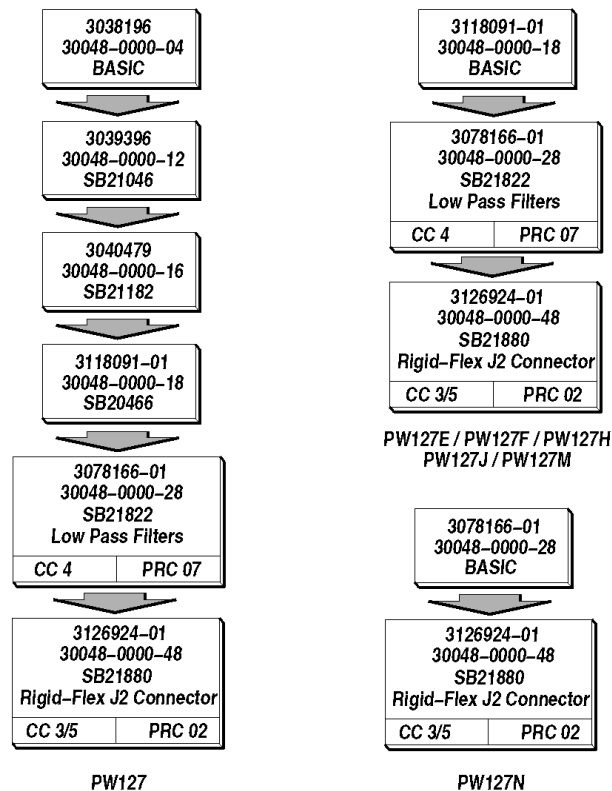 3038196
30048–0000–04
BASIC
3039396
30048–0000–12
SB21046
3040479
30048–0000–16
SB21182
3118091–01
30048–0000–18
SB20466
3078166–01
30048–0000–28
SB21822
Low Pass Filters
CC 4 PRC 07
3126924–01
30048–0000–48
SB21880
Rigid–Flex J2 Connector
CC 3/5 PRC 02
PW127
3118091–01
30048–0000–18
BASIC
3078166–01
30048–0000–28
SB21822
Low Pass Filters
CC 4 PRC 07
3126924–01
30048–0000–48
SB21880
Rigid–Flex J2 Connector
CC 3/5 PRC 02
PW127E / PW127F / PW127H
PW127J / PW127M
3078166–01
30048–0000–28
BASIC
3126924–01
30048–0000–48
SB21880
Rigid–Flex J2 Connector
CC 3/5 PRC 02
PW127N